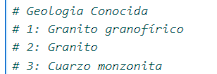 # Geologia Conocida
# 1: Granito granofírico
# 2: Granito
# 3: Cuarzo monzonita